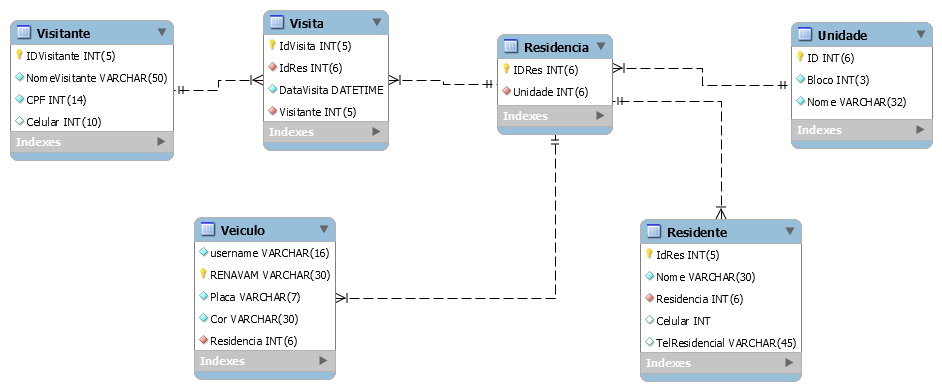 Visitante
IDVisitante INT(5)
NomeVisitante VARCHAR(50)
CPF INT(14)
Celular INT(10)
Indexes
Visita
IdVisita INT(5)
IdRes INT(6)
DataVisita DATETIME
Visitante INT(5)
Indexes
Residencia
IDRes INT(6)
Unidade INT(6)
Indexes
Unidade
ID INT(6)
Bloco INT(3)
Nome VARCHAR(32)
Indexes
Veiculo
username VARCHAR(16)
RENAVAM VARCHAR(30)
Placa VARCHAR(7)
Cor VARCHAR(30)
Residencia INT(6)
Indexes
Residente
IdRes INT(5)
Nome VARCHAR(30)
Residencia INT(6)
Celular INT
TelResidencial VARCHAR(45)
Indexes